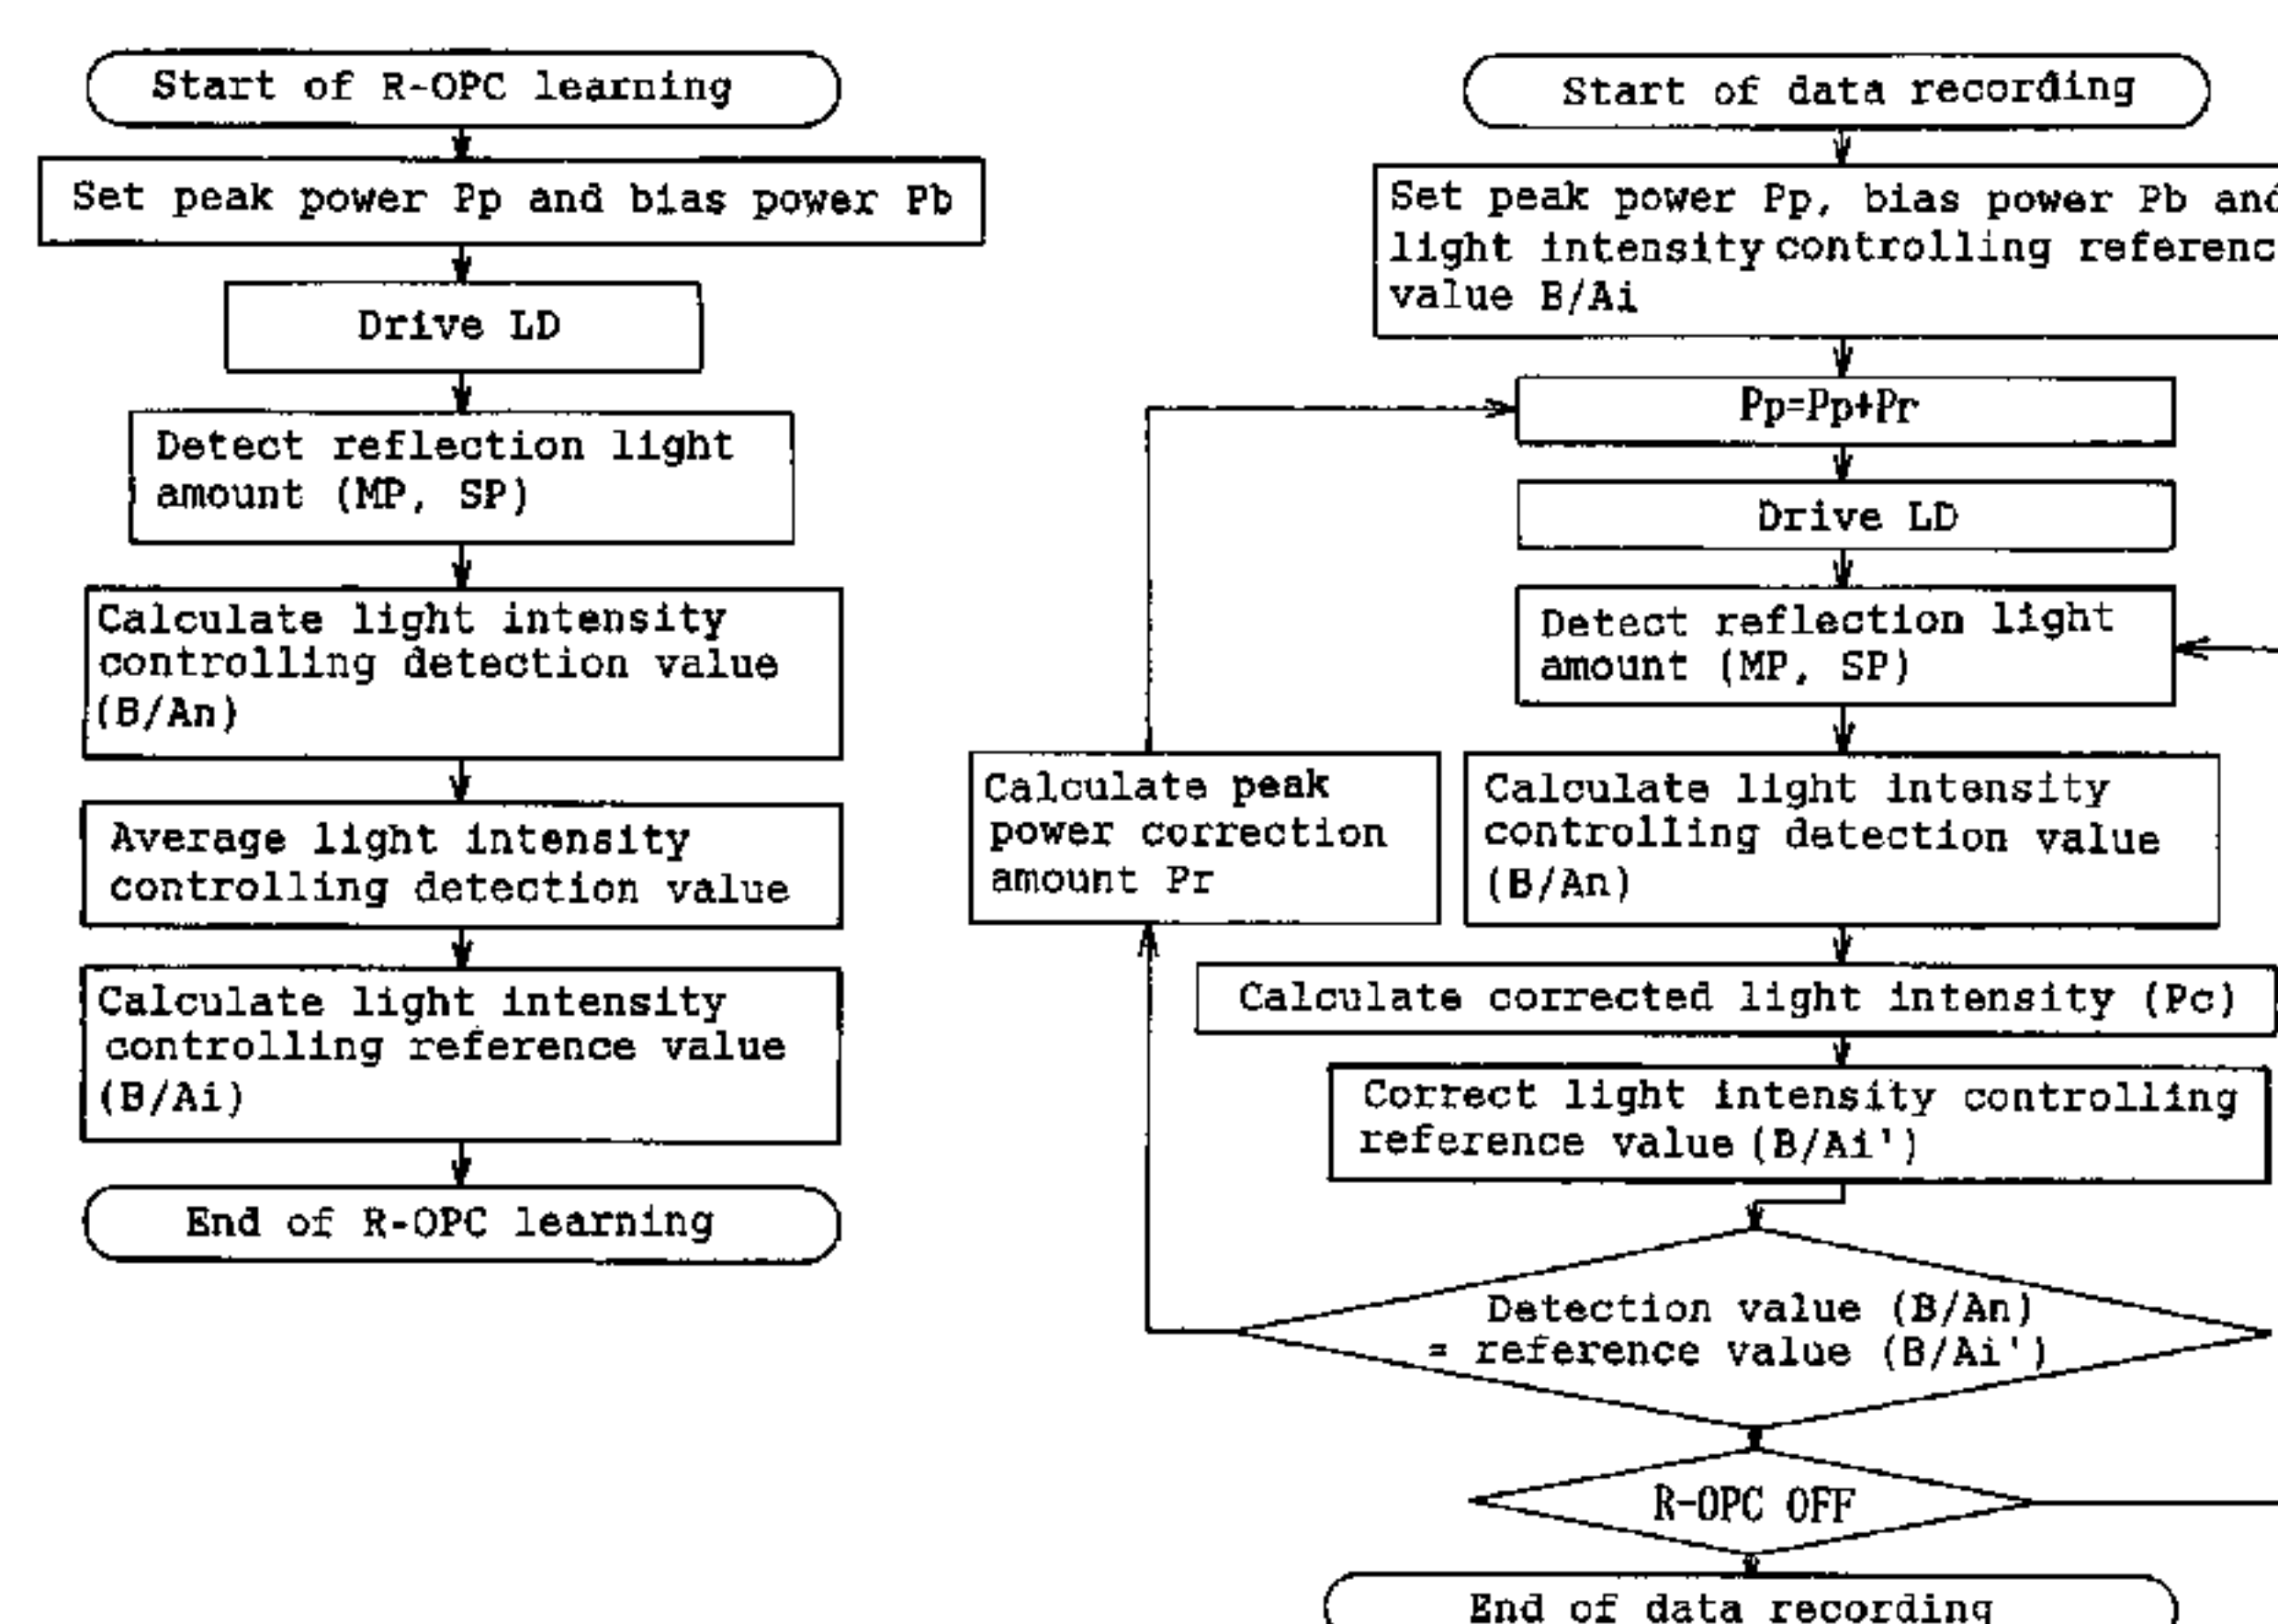 Start of R-OPC learning
Set peak power Pp and bias power Pb
Drive LD
Detect reflection light
amount (MP, SP)
Calculate light intensity
controlling detection value
(B/An)
Average light intensity
controlling detection value
Calculate light intensity
controlling reference value
(B/Ai)
End of R-OPC learning
Start of data recording
Set peak power Pp, bias power Pb and
light intensity controlling referenc
value B/Ai
Pp=Pp+Pr
Drive LD
Detect reflection light
amount (MP, SP)
Calculate peak
power correction
amount Pr
Calculate light intensity
controlling detection value
(B/An)
Calculate corrected light intensity (Pc)
Correct light intensity controlling
reference value (B/Ai')
Detection value (B/An)
= reference value (B/Ai')
R-OPC OFF
End of data recording